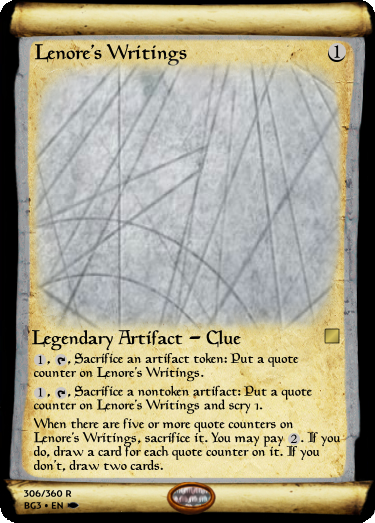 Lenore's Writings 1
Legendary Artifact – Clue
1, Sacrifice an artifact token: Put a quote
counter on Lenore's Writings.
1, Sacrifice a nontoken artifact: Put a quote
counter on Lenore's Writings and scry 1.
When there are five or more quote counters on
Lenore's Writings, sacrifice it. You may pay 2. If you
do, draw a card for each quote counter on it. If you
don't, draw two cards.
306/360 R
BG3 • EN